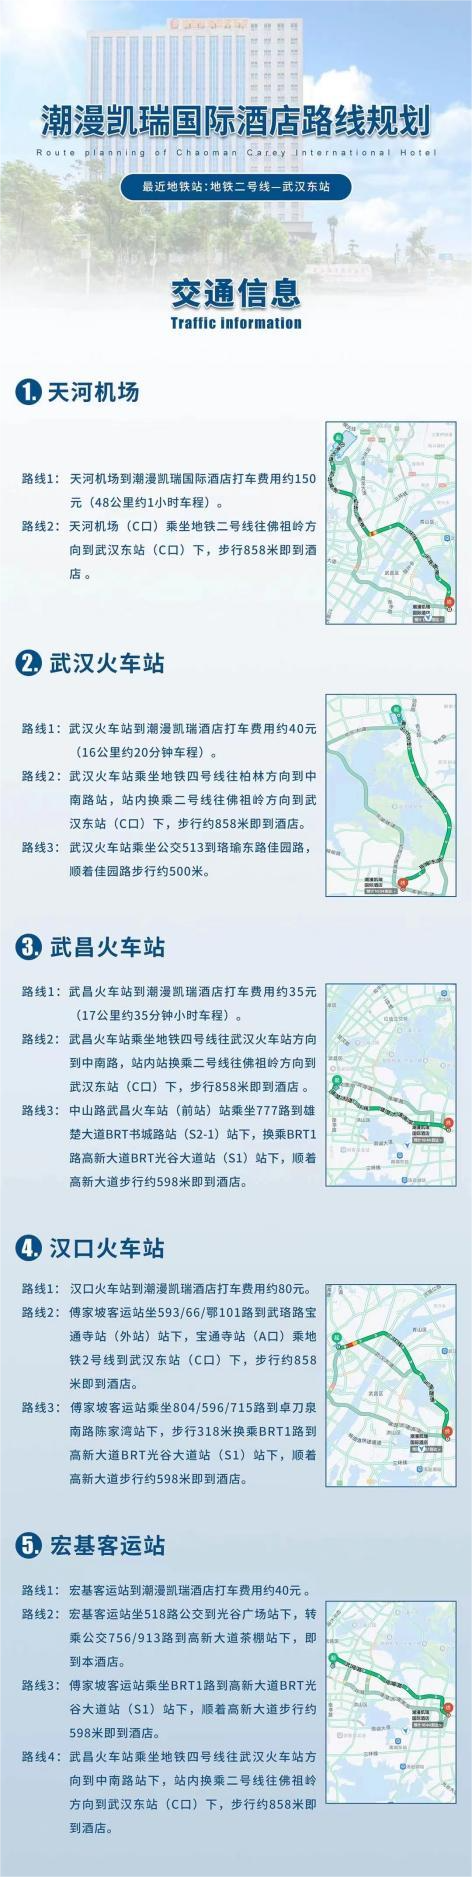 潮漫凯瑞国际酒店路线规划
Route planning of Chaoman Carey International Hotel
最近地铁站:地铁二号线—武汉东站
交通信息
Traffic information
1. 天河机场
路线1： 天河机场到潮漫凯瑞国际酒店打车费用约150
元（48公里约1小时车程）。
路线2： 天河机场（C口）乘坐地铁二号线往佛祖岭方
向到武汉东站（C口）下，步行858米即到酒
店 。
2. 武汉火车站
路线1： 武汉火车站到潮漫凯瑞酒店打车费用约40元
（16公里约20分钟车程）。
路线2： 武汉火车站乘坐地铁四号线往柏林方向到中
南路站，站内换乘二号线往佛祖岭方向到武
汉东站（C口）下，步行约858米即到酒店。
路线3： 武汉火车站乘坐公交513到珞瑜东路佳园路，
顺着佳园路步行约500米。
3. 武昌火车站
路线1： 武昌火车站到潮漫凯瑞酒店打车费用约35元
（17公里约35分钟小时车程）。
路线2： 武昌火车站乘坐地铁四号线往武汉火车站方向
到中南路，站内站换乘二号线往佛祖岭方向到
武汉东站（C口）下，步行约858米即到酒店 。
路线3： 中山路武昌火车站（前站）站乘坐777路到雄
楚大道BRT书城路站（S2-1）站下，换乘BRT1
路高新大道BRT光谷大道站（S1）站下，顺着
高新大道步行约598米即到酒店。
4. 汉口火车站
路线1： 汉口火车站到潮漫凯瑞酒店打车费用约80元。
路线2： 傅家坡客运站坐593/66/鄂101路到武珞路宝
通寺站（外站）站下，宝通寺站（A口）乘地
铁2号线到武汉东站（C口）下，步行约858
米即到酒店。
路线3： 傅家坡客运站乘坐804/596/715路到卓刀泉
南路陈家湾站下，步行318米换乘BRT1路到
高新大道BRT光谷大道站（S1）站下，顺着
高新大道步行约598米即到酒店。
5. 宏基客运站
路线1： 宏基客运站到潮漫凯瑞酒店打车费用约40元 。
路线2： 宏基客运站坐518路公交到光谷广场站下，转
乘公交756/913路到高新大道茶棚站下，即
到本酒店。
路线3： 傅家坡客运站乘坐BRT1路到高新大道BRT光
谷大道站（S1）站下，顺着高新大道步行约
598米即到酒店。
路线4： 武昌火车站乘坐地铁四号线往武汉火车站方
向到中南路站下，站内换乘二号线往佛祖岭
方向到武汉东站（C口）下，步行约858米即
到酒店。